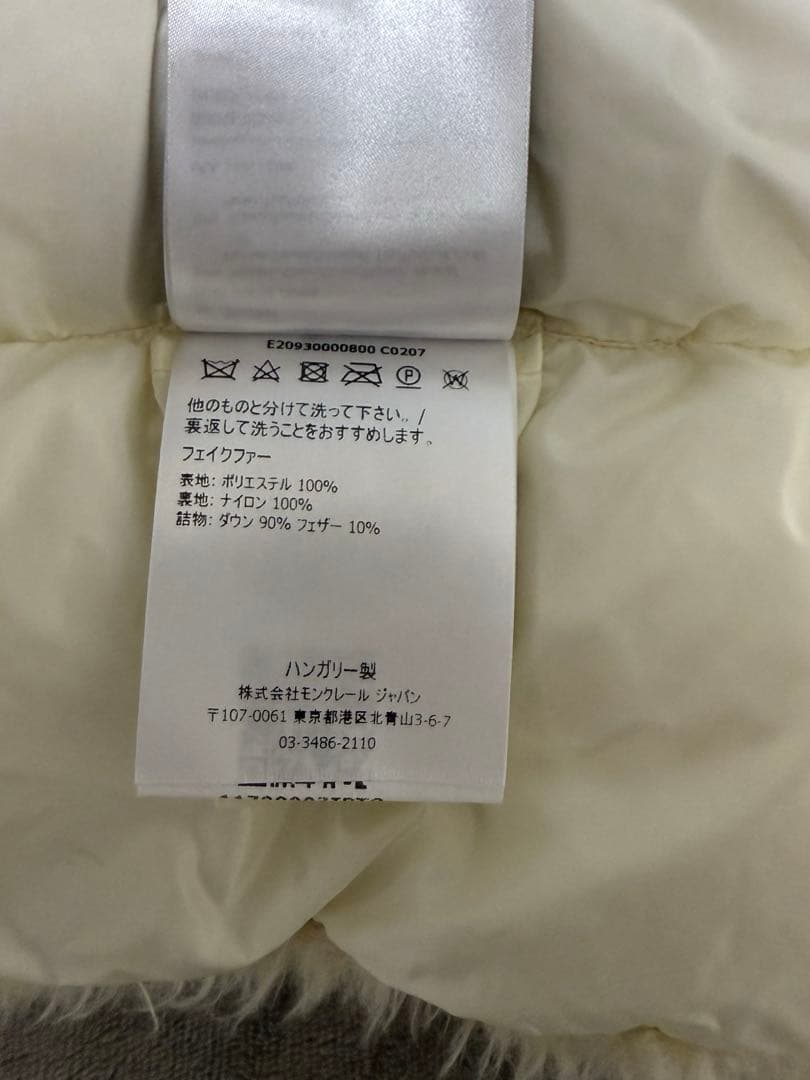 E20930000800 C0207
他のものと分けて洗って下さい。/
裏返して洗うことをおすすめします。
フェイクファー
表地: ポリエステル 100%
裏地: ナイロン 100%
詰物: ダウン 90% フェザー 10%
ハンガリー製
株式会社モンクレール ジャパン
〒107-0061 東京都港区北青山3-6-7
03-3486-2110